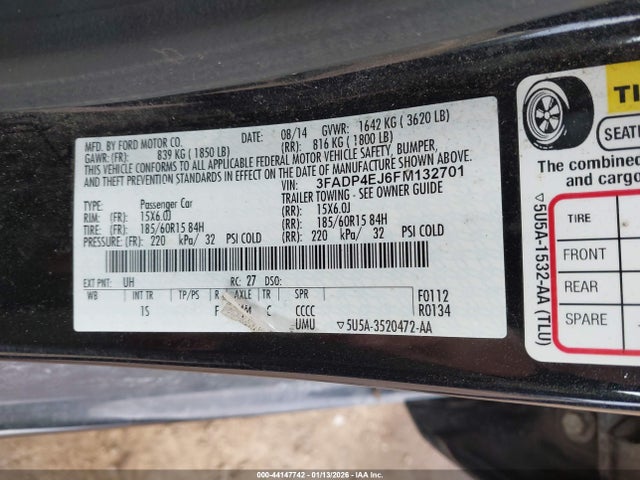 MFD. BY FORD MOTOR CO.
DATE: 08/14 GVWR: 1642 KG ( 3620 LB)
GAWR: (FR): 839 KG ( 1850 LB) (RR): 816 KG ( 1800 LB)
THIS VEHICLE CONFORMS TO ALL APPLICABLE FEDERAL MOTOR VEHICLE SAFETY, BUMPER,
AND THEFT PREVENTION STANDARDS IN EFFECT ON THE DATE OF MANUFACTURE SHOWN ABOVE.
VIN: 3FADP4EJ6FM132701
TYPE: Passenger Car TRAILER TOWING - SEE OWNER GUIDE
RIM: (FR): 15X6.0J (RR): 15X6.0J
TIRE: (FR): 185/60R15 84H (RR): 185/60R15 84H
PRESSURE: (FR): 220 kPa/ 32 PSI COLD (RR): 220 kPa/ 32 PSI COLD
EXT PNT: UH RC: 27 DSO:
WB INT TR TP/PS R AXLE TR SPR F0112
1S F C CCCC R0134
UMU ▽5U5A-3520472-AA
TI
SEATI
The combine
and cargo
TIRE
FRONT
REAR
SPARE
▽5U5A-1532-AA (TLU)
000-44147742 - 01/13/2026 - IAASE42